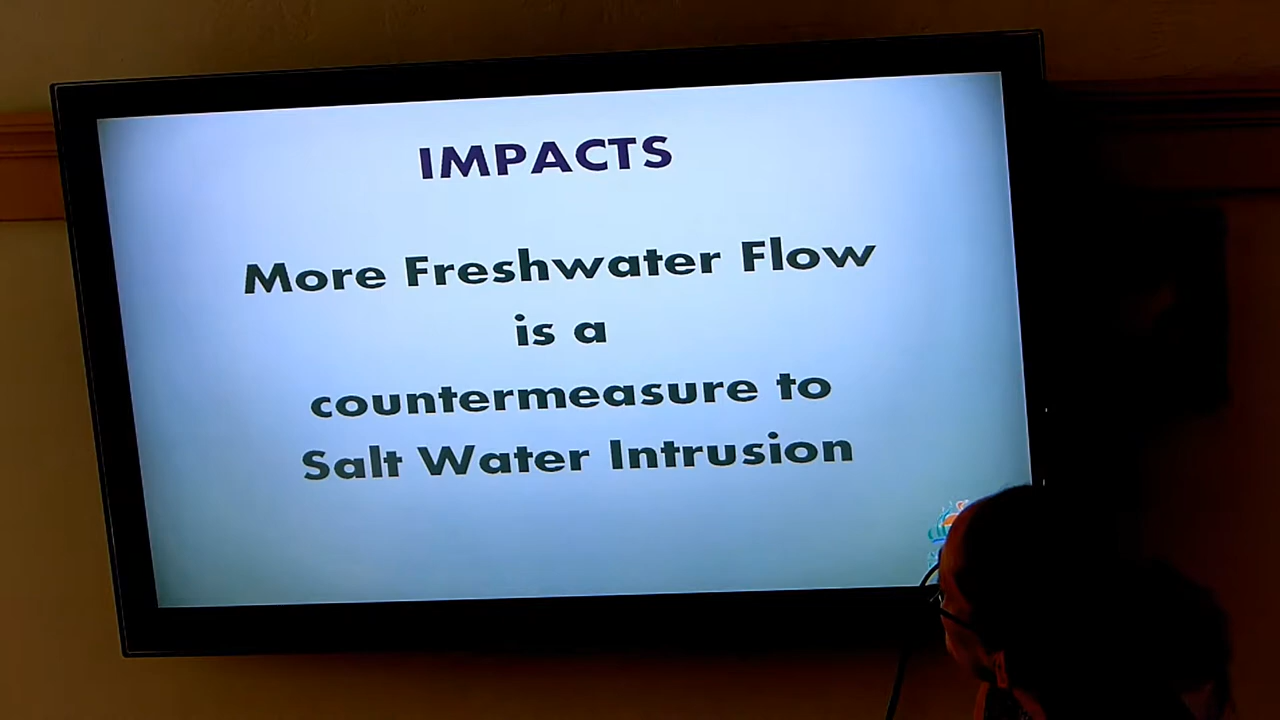 IMPACTS
More Freshwater Flow
is a
countermeasure to
Salt Water Intrusion